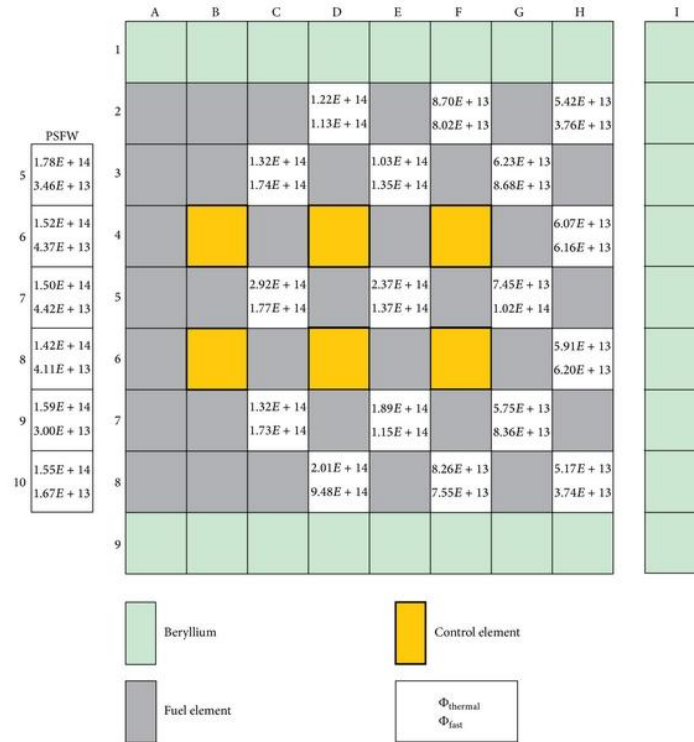 A B C D E F G H I
1
2 1.22E + 14 8.70E + 13 5.42E + 13
1.13E + 14 8.02E + 13 3.76E + 13
PSFW
5 1.78E + 14 3 1.32E + 14 1.03E + 14 6.23E + 13
3.46E + 13 1.74E + 14 1.35E + 14 8.68E + 13
6 1.52E + 14 4 6.07E + 13
4.37E + 13 6.16E + 13
7 1.50E + 14 5 2.92E + 14 2.37E + 14 7.45E + 13
4.42E + 13 1.77E + 14 1.37E + 14 1.02E + 14
8 1.42E + 14 6 5.91E + 13
4.11E + 13 6.20E + 13
9 1.59E + 14 7 1.32E + 14 1.89E + 14 5.75E + 13
3.00E + 13 1.73E + 14 1.15E + 14 8.36E + 13
10 1.55E + 14 8 2.01E + 14 8.26E + 13 5.17E + 13
1.67E + 13 9.48E + 14 7.55E + 13 3.74E + 13
9
Beryllium Control element
Fuel element Φthermal
Φfast